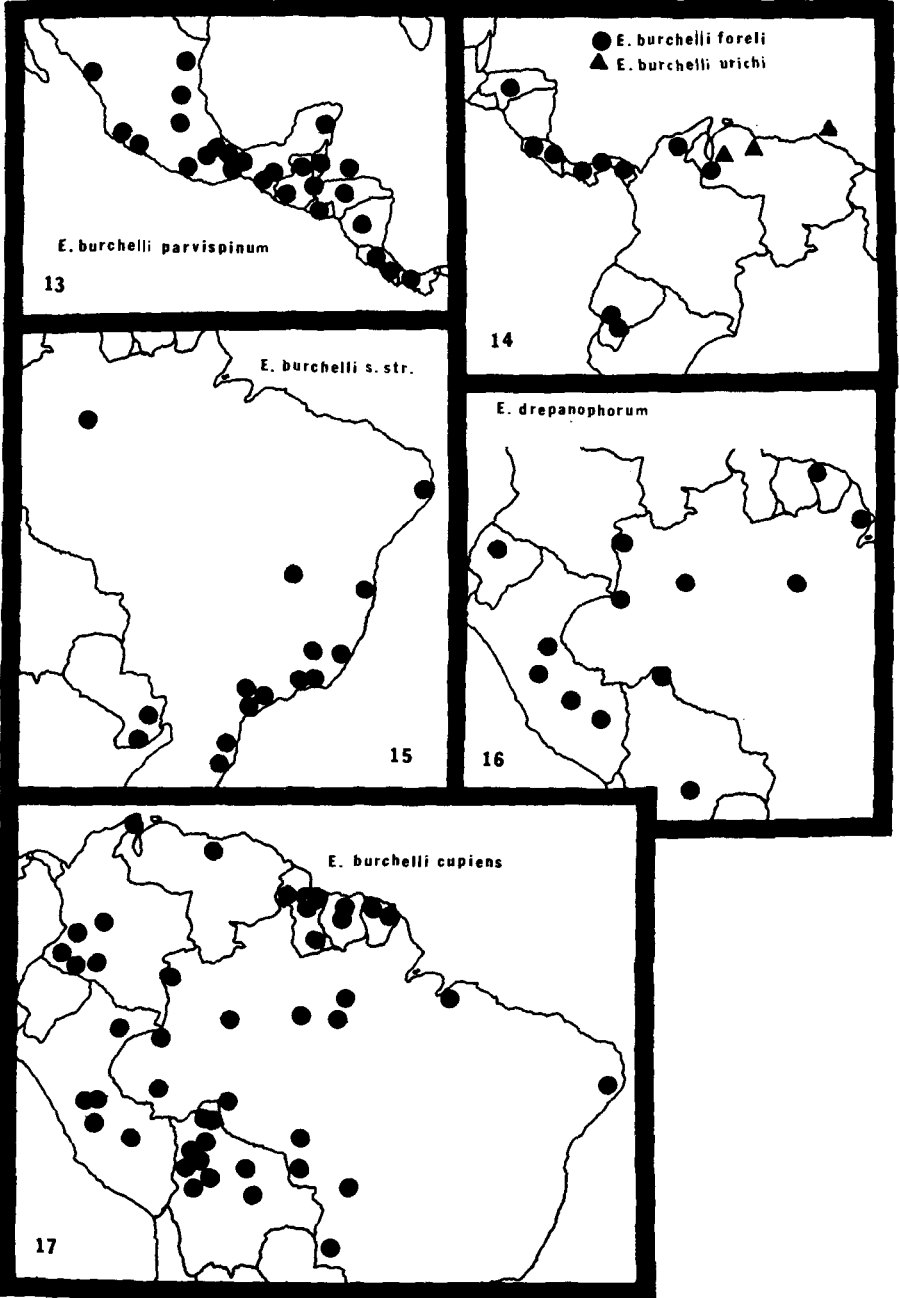 E. burchelli parvispinum
13
E. burchelli foreli
E. burchelli urichi
14
E. burchelli s. str.
15
E. drepanophorum
16
E. burchelli cupiens
17